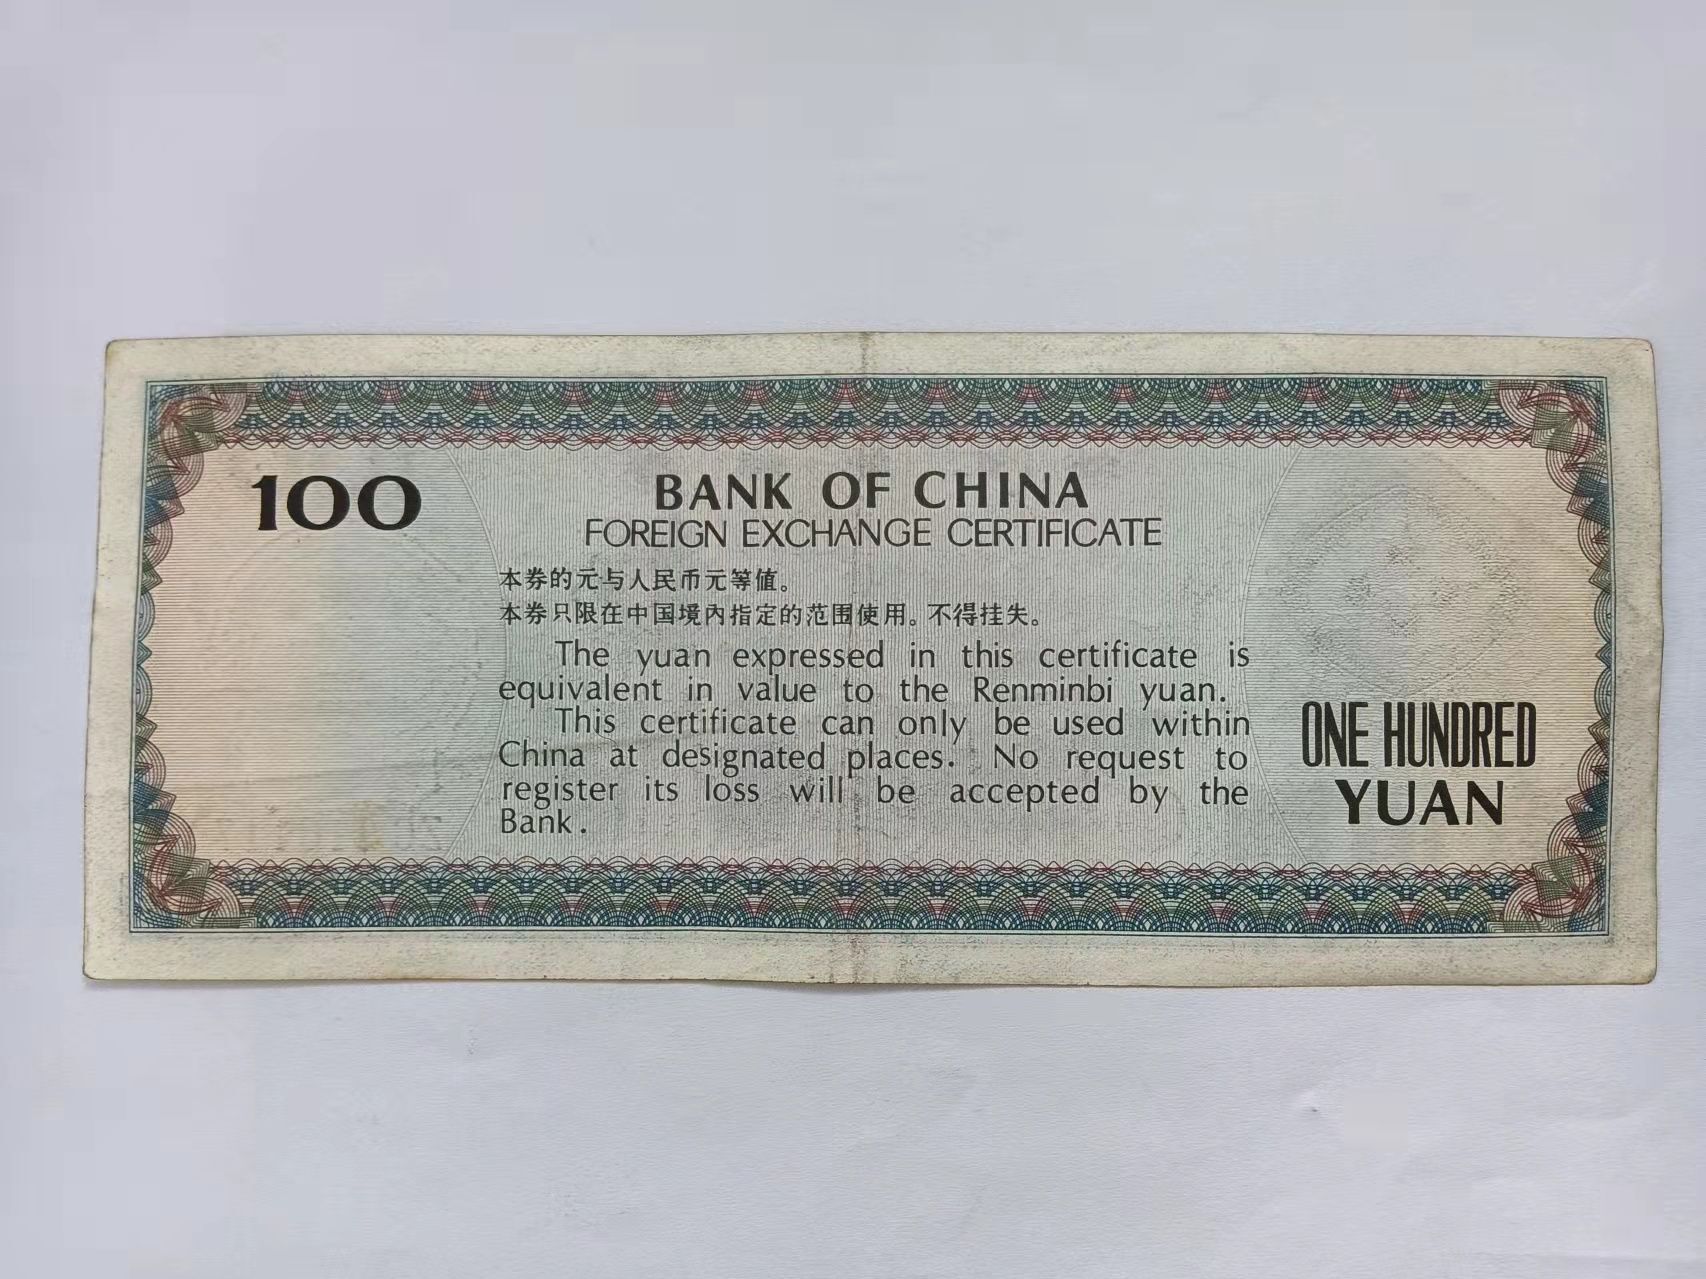 100
BANK OF CHINA
FOREIGN EXCHANGE CERTIFICATE
本券的元与人民币元等值。
本券只限在中国境内指定的范围使用。不得挂失。
The yuan expressed in this certificate is
equivalent in value to the Renminbi yuan.
This certificate can only be used within
China at designated places. No request to
register its loss will be accepted by the
Bank.
ONE HUNDRED
YUAN